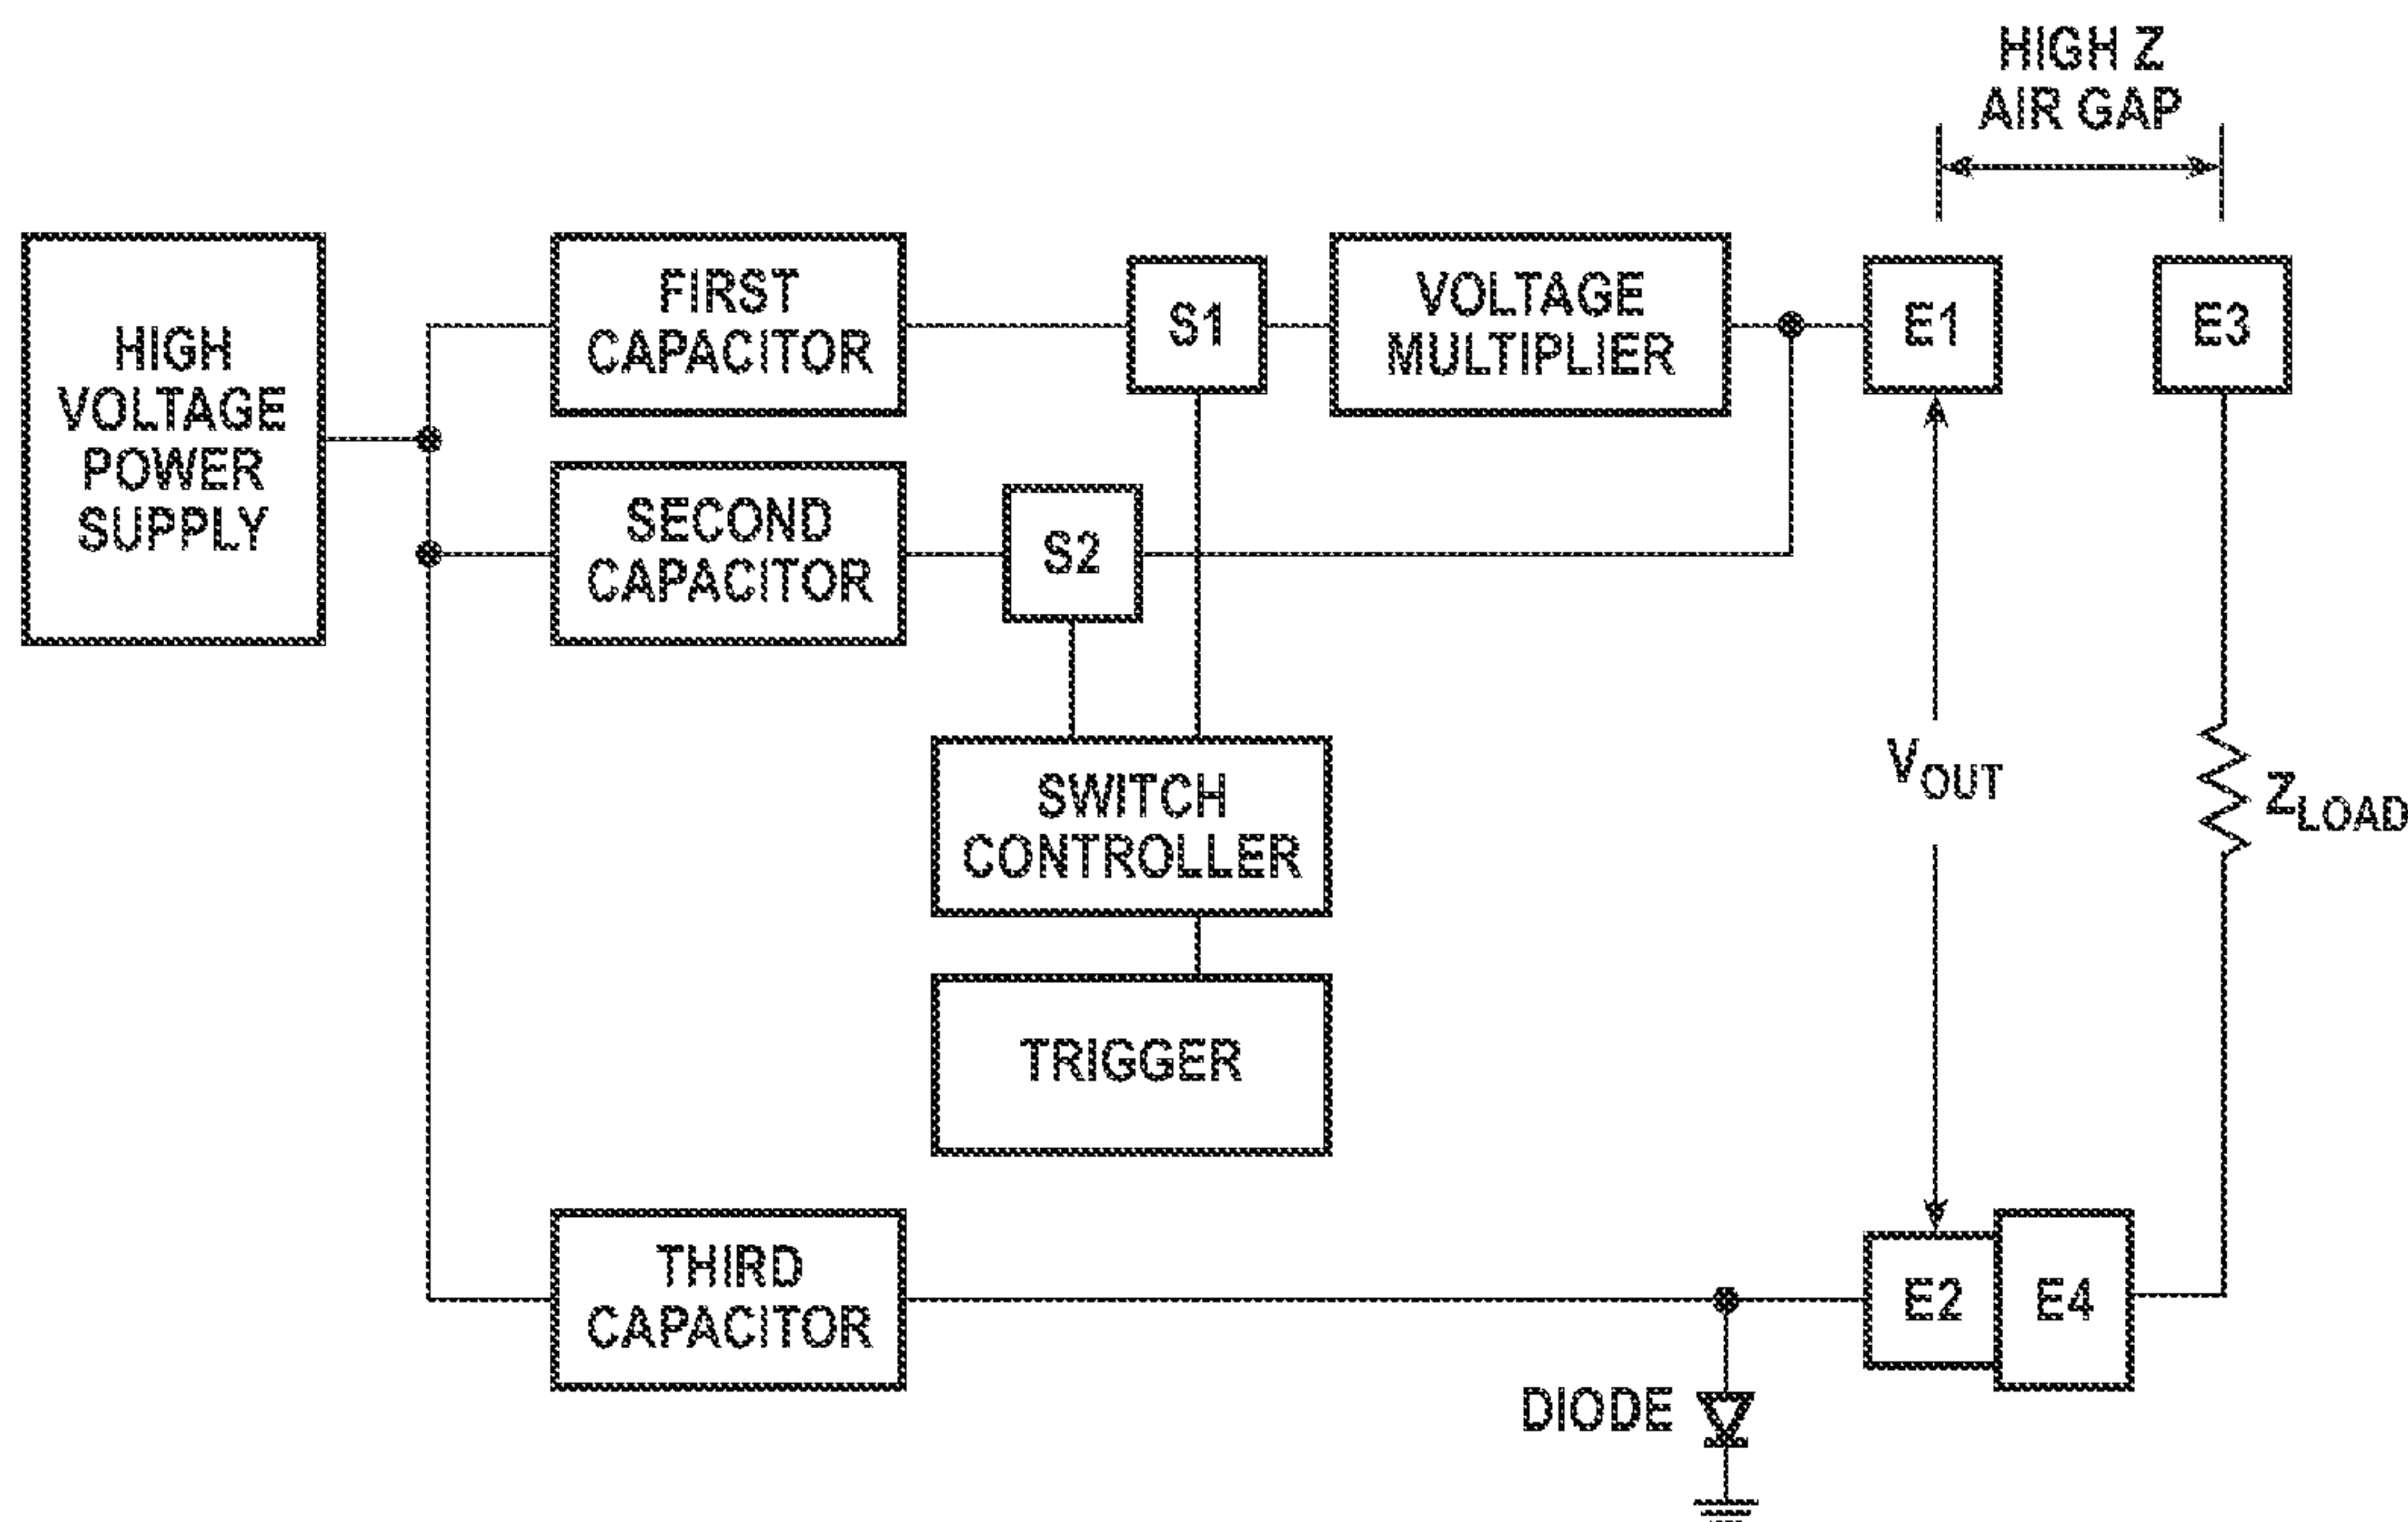 HIGH Z
AIR GAP
HIGH
VOLTAGE
POWER
SUPPLY
FIRST
CAPACITOR
S1
VOLTAGE
MULTIPLIER
E1
E3
SECOND
CAPACITOR
S2
SWITCH
CONTROLLER
VOUT
ZLOAD
TRIGGER
THIRD
CAPACITOR
E2
E4
DIODE